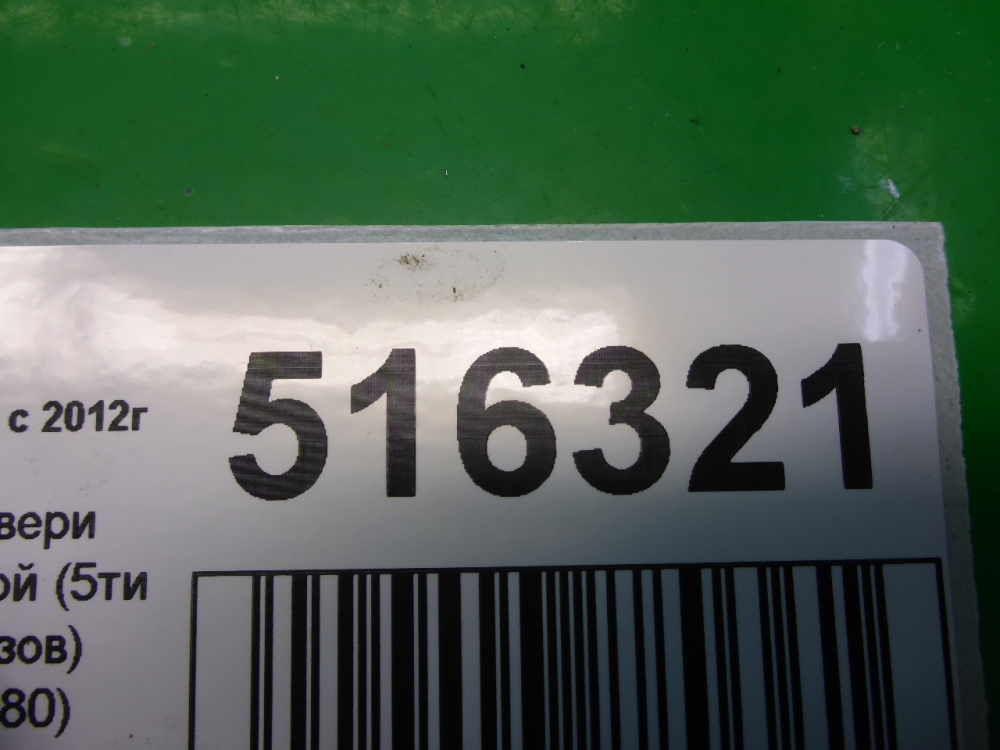 516321
с 2012г
вери
ой (5ти
зов)
80)